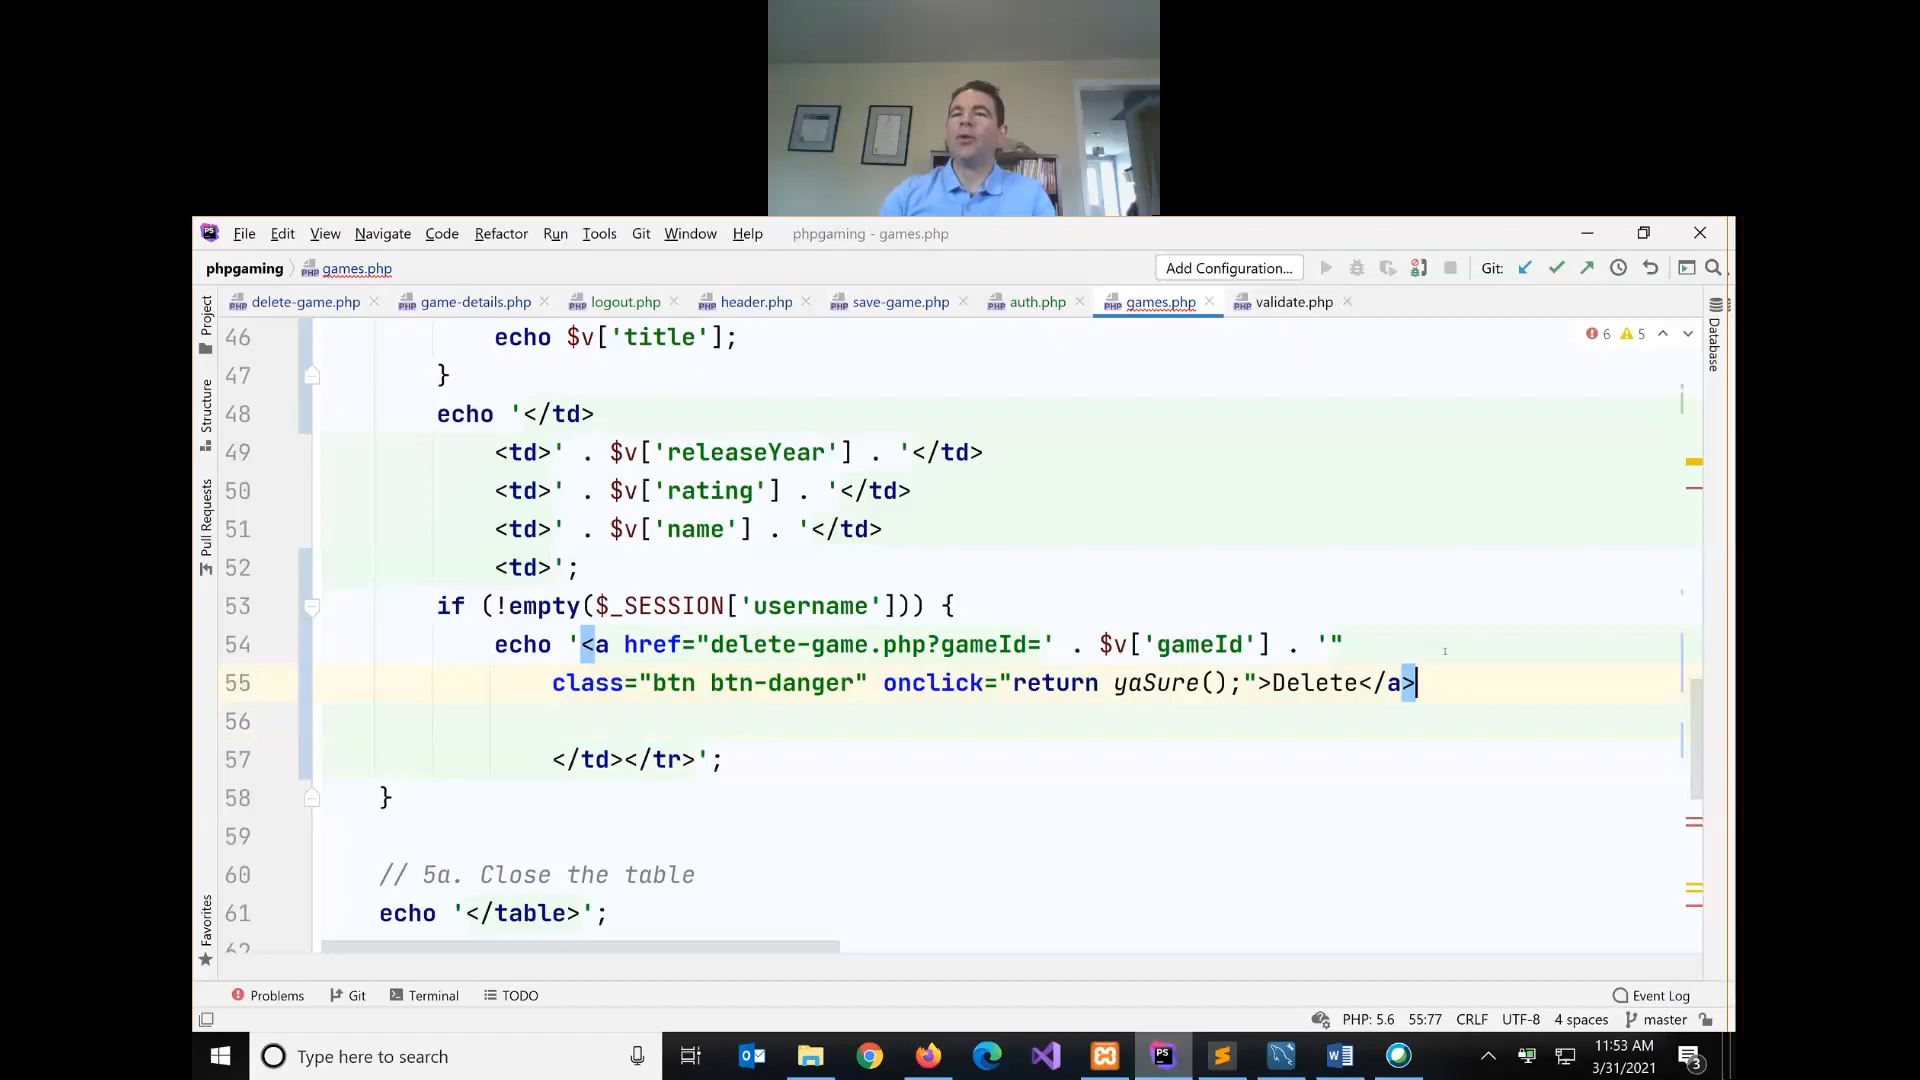 File Edit View Navigate Code Refactor Run Tools Git Window Help phpgaming - games.php
phpgaming games.php Add Configuration... Git:
delete-game.php game-details.php logout.php header.php save-game.php auth.php games.php validate.php
Project
Structure
Pull Requests
Favorites
Database
6 5
46 echo $v['title'];
47 }
48 echo '</td>
49 <td>' . $v['releaseYear'] . '</td>
50 <td>' . $v['rating'] . '</td>
51 <td>' . $v['name'] . '</td>
52 <td>';
53 if (!empty($_SESSION['username'])) {
54 echo '<a href="delete-game.php?gameId=' . $v['gameId'] . '"
55 class="btn btn-danger" onclick="return yaSure();">Delete</a>
56
57 </td></tr>';
58 }
59
60 // 5a. Close the table
61 echo '</table>';
62
Problems Git Terminal TODO Event Log
PHP: 5.6 55:77 CRLF UTF-8 4 spaces master
Type here to search
11:53 AM
3/31/2021
3